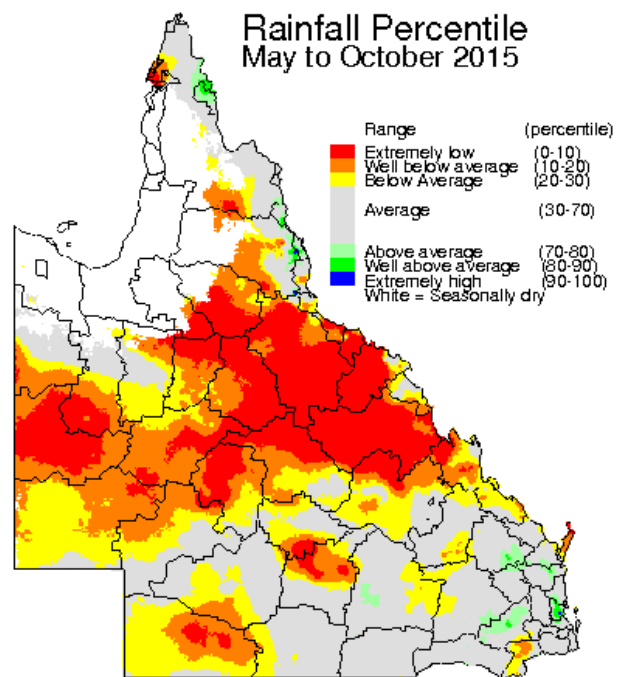 Rainfall Percentile
May to October 2015
Range (percentile)
Extremely low (0-10)
Well below average (10-20)
Below Average (20-30)
Average (30-70)
Above average (70-80)
Well above average (80-90)
Extremely high (90-100)
White = Seasonally dry